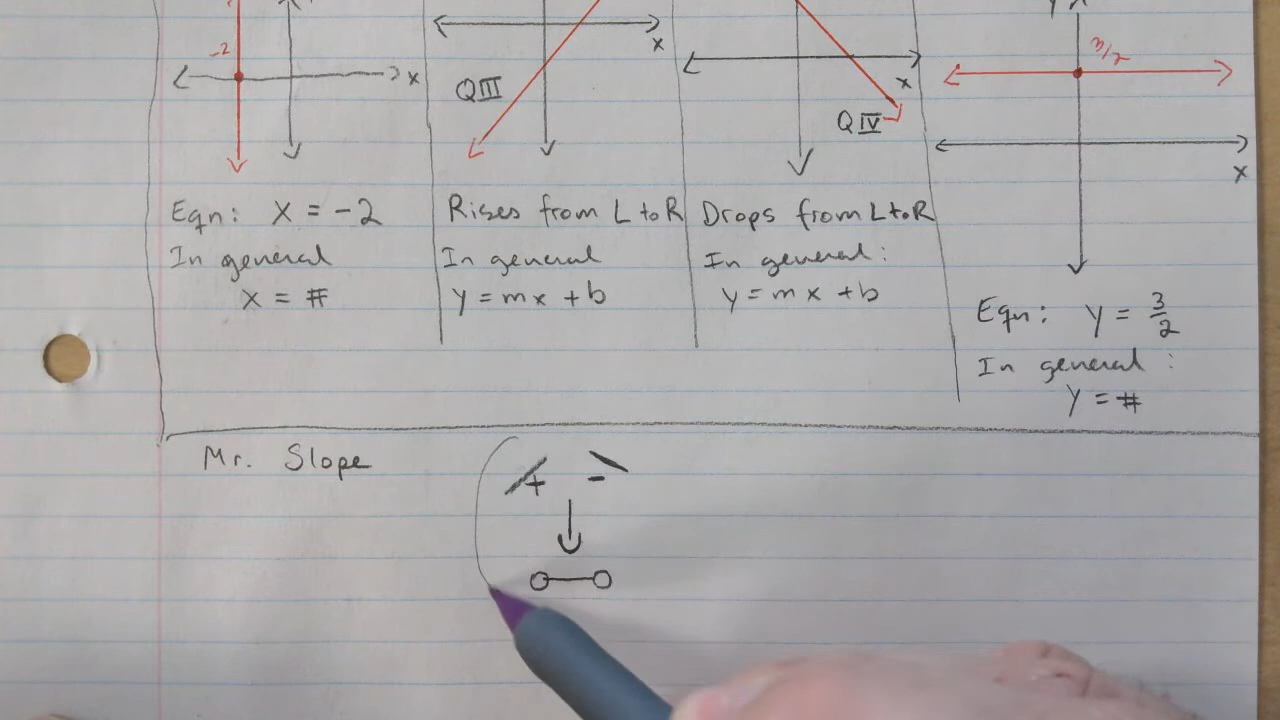 -2
x
QIII
x
QIV
x
y
3/2
x
Eqn: x = -2
In general
x = #
Rises from L to R
In general
y = mx + b
Drops from L to R
In general:
y = mx + b
Eqn: y = 3/2
In general:
y = #
Mr. Slope
+ -